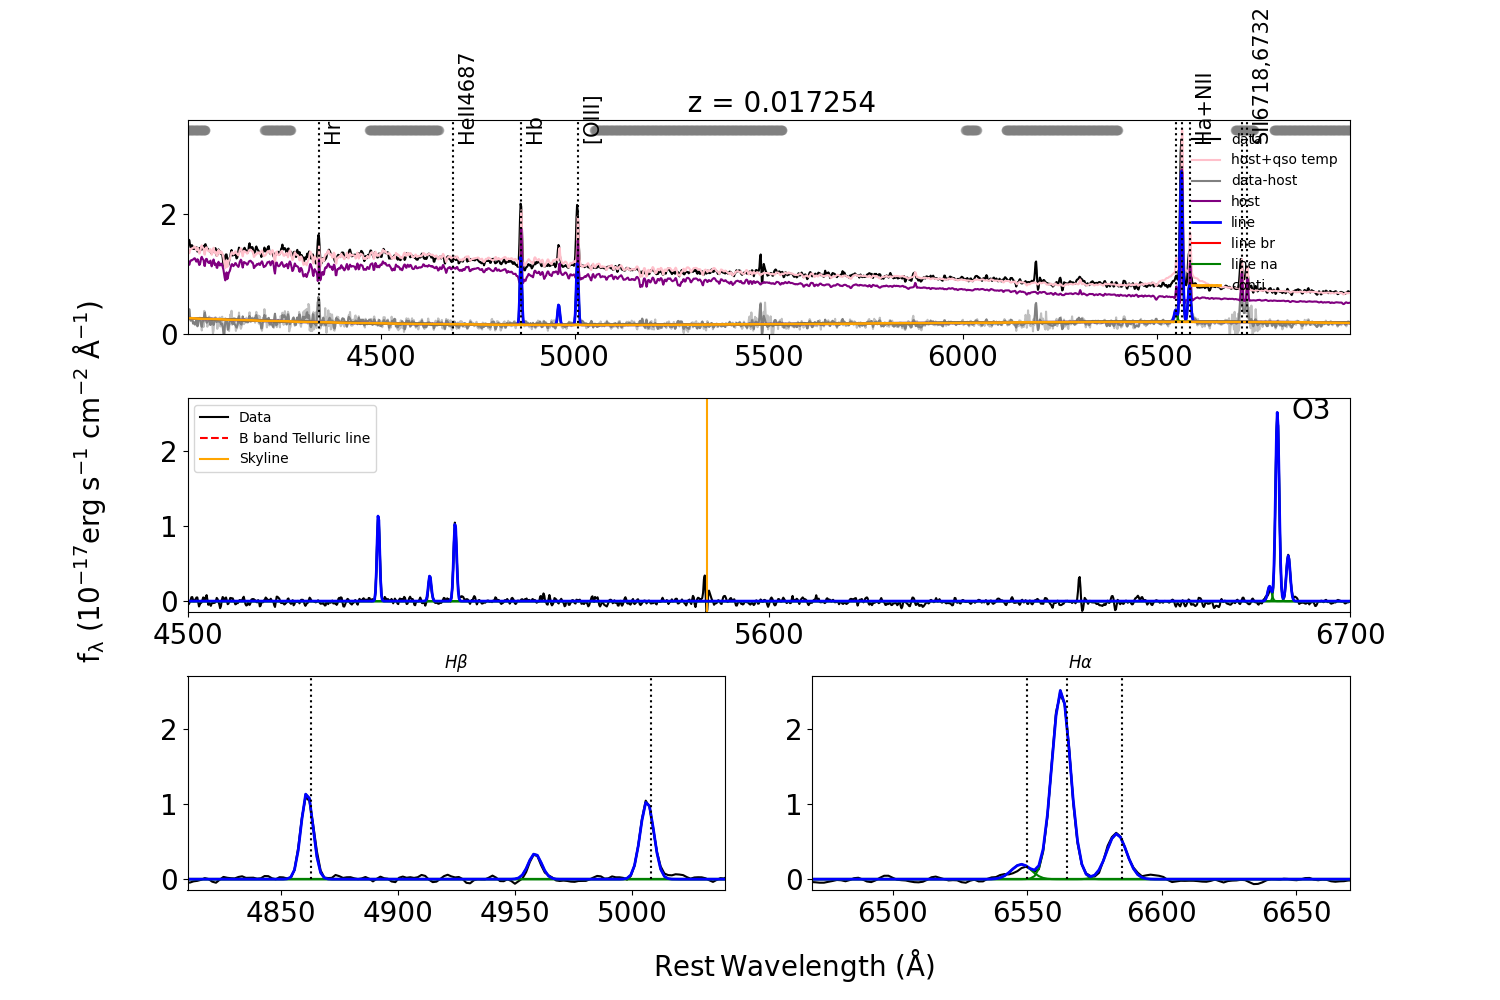 z = 0.017254
Hr
HeII4687
Hb
[OIII]
Ha+NII
SII6718,6732
data
host+qso temp
data-host
host
line
line br
line na
conti
2
0
4500 5000 5500 6000 6500
Data
B band Telluric line
Skyline
O3
2
1
0
4500 5600 6700
fλ (10⁻¹⁷erg s⁻¹ cm⁻² Å⁻¹)
Hβ
2
1
0
4850 4900 4950 5000
Hα
2
1
0
6500 6550 6600 6650
Rest Wavelength (Å)